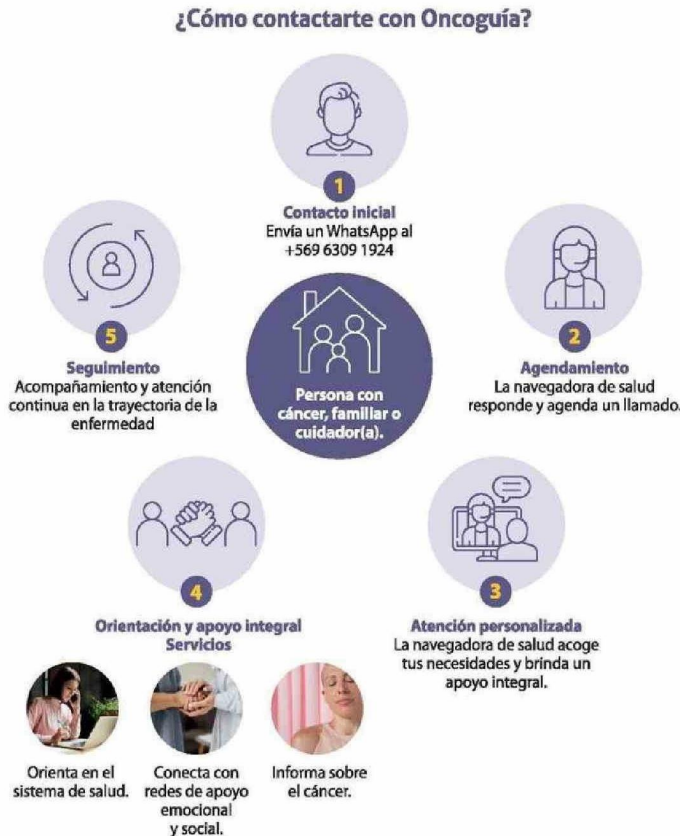 ¿Cómo contactarte con Oncoguía?
1
Contacto inicial
Envía un WhatsApp al
+569 6309 1924
2
Agendamiento
La navegadora de salud
responde y agenda un llamado.
3
Atención personalizada
La navegadora de salud acoge
tus necesidades y brinda un
apoyo integral.
4
Orientación y apoyo integral
Servicios
Orienta en el
sistema de salud.
Conecta con
redes de apoyo
emocional
y social.
Informa sobre
el cáncer.
5
Seguimiento
Acompañamiento y atención
continua en la trayectoria de la
enfermedad
Persona con
cáncer, familiar o
cuidador(a).